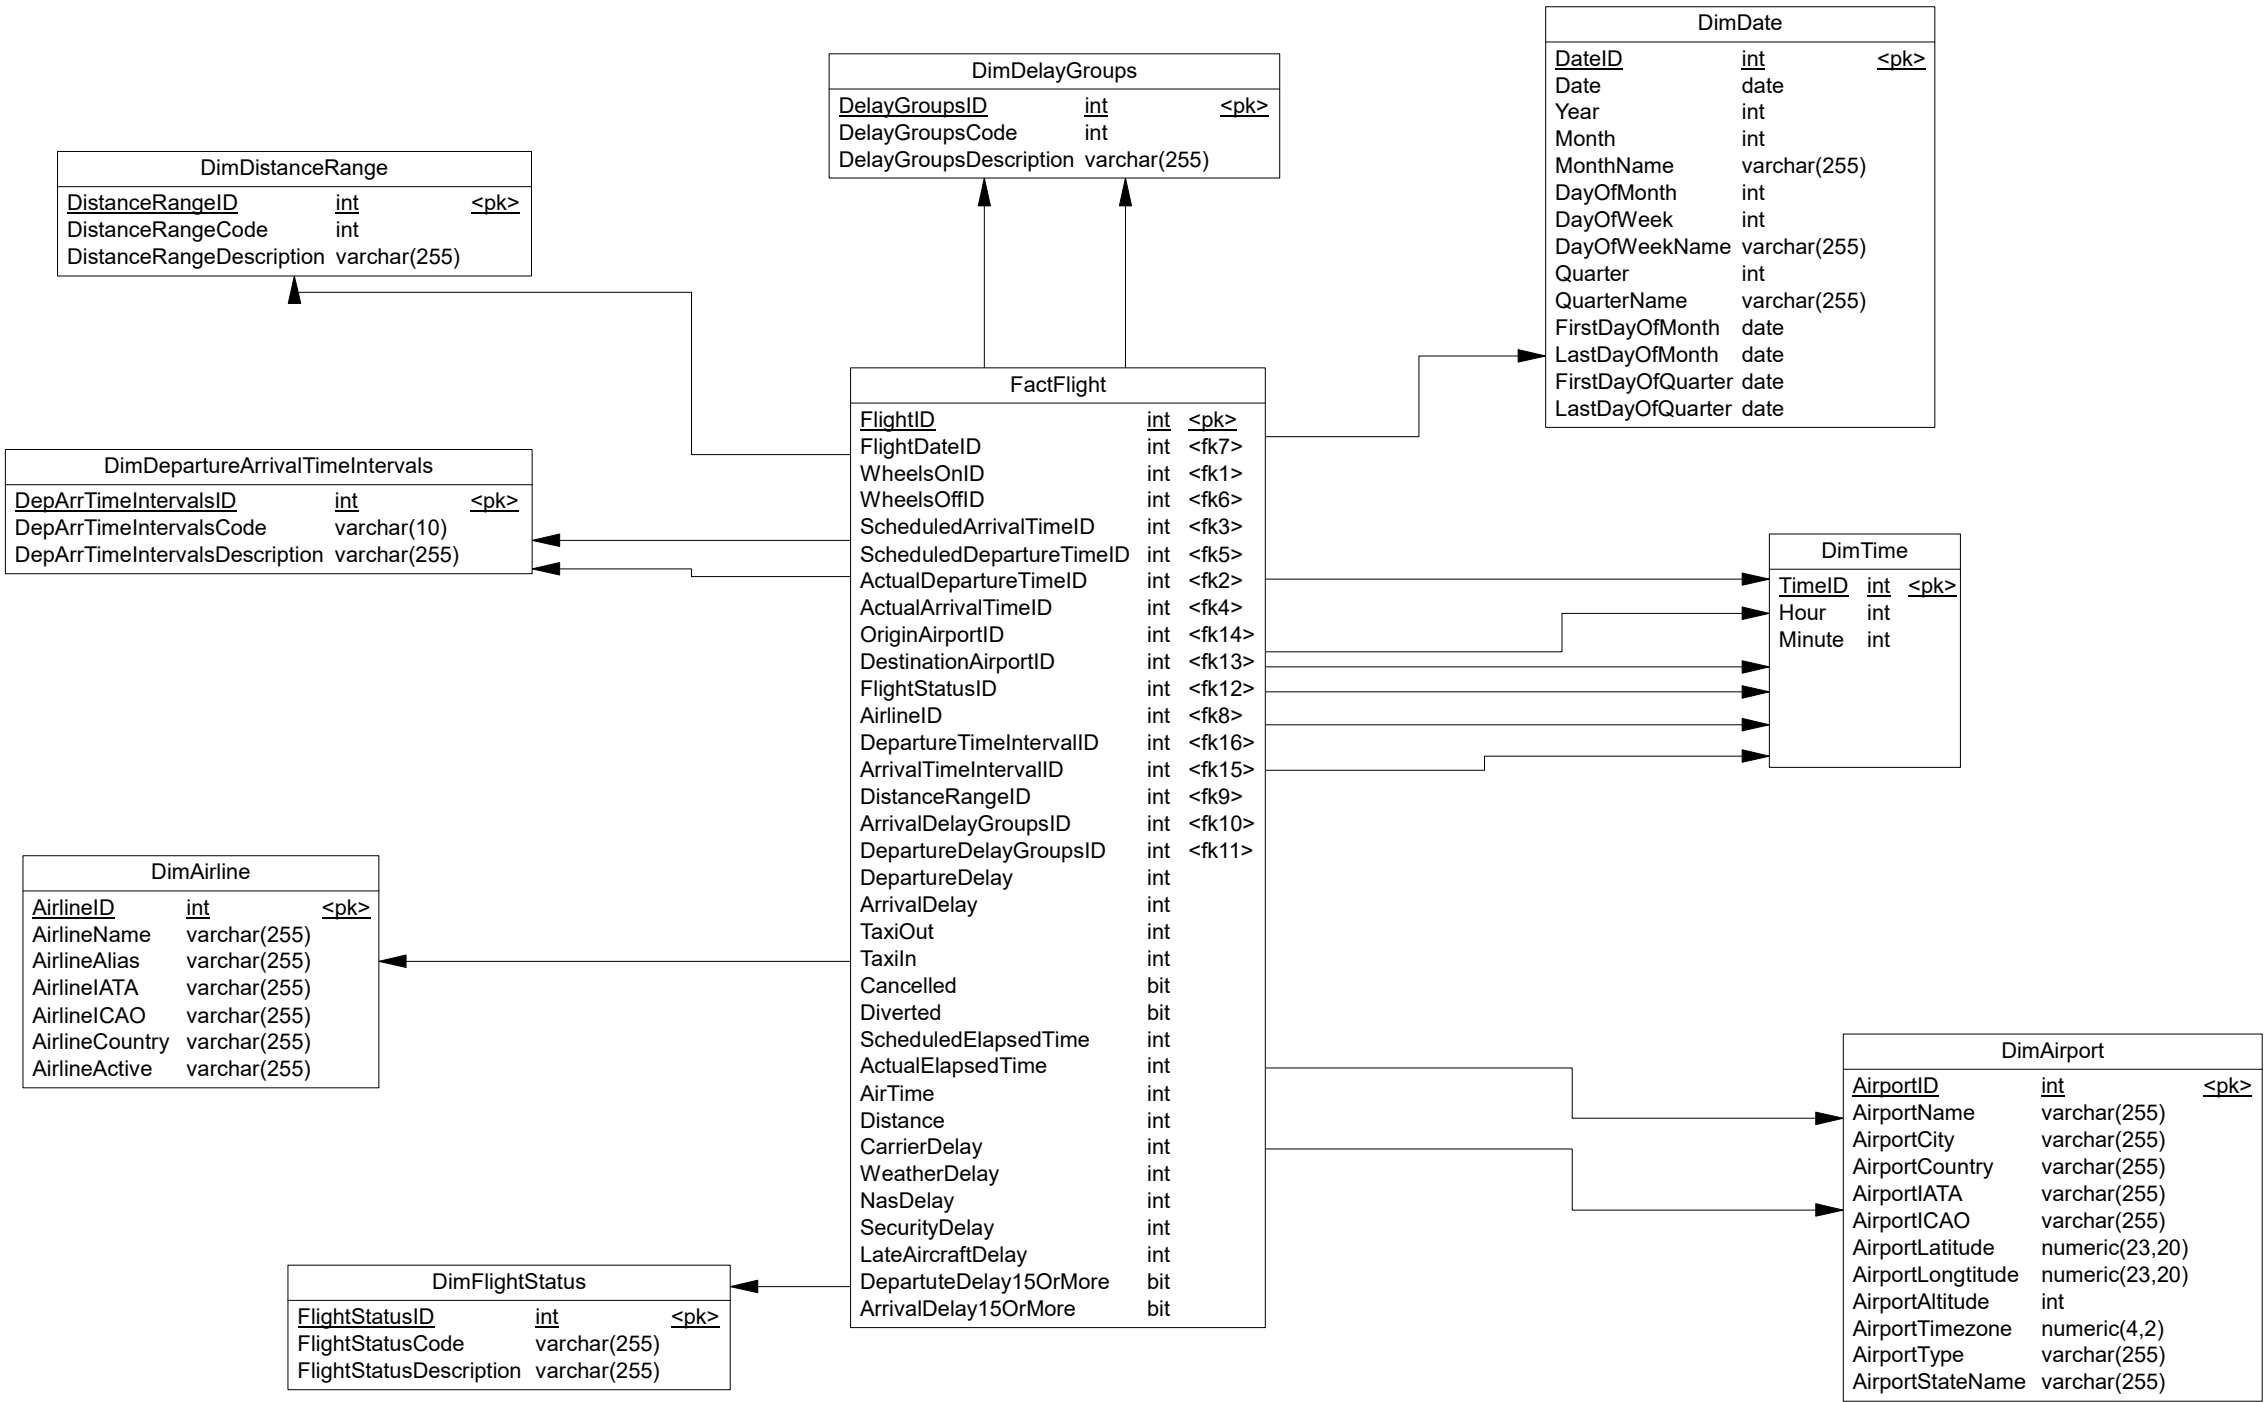 DimDate
DateID int <pk>
Date date
Year int
Month int
MonthName varchar(255)
DayOfMonth int
DayOfWeek int
DayOfWeekName varchar(255)
Quarter int
QuarterName varchar(255)
FirstDayOfMonth date
LastDayOfMonth date
FirstDayOfQuarter date
LastDayOfQuarter date
DimDelayGroups
DelayGroupsID int <pk>
DelayGroupsCode int
DelayGroupsDescription varchar(255)
DimDistanceRange
DistanceRangeID int <pk>
DistanceRangeCode int
DistanceRangeDescription varchar(255)
FactFlight
FlightID int <pk>
FlightDateID int <fk7>
WheelsOnID int <fk1>
WheelsOffID int <fk6>
ScheduledArrivalTimeID int <fk3>
ScheduledDepartureTimeID int <fk5>
ActualDepartureTimeID int <fk2>
ActualArrivalTimeID int <fk4>
OriginAirportID int <fk14>
DestinationAirportID int <fk13>
FlightStatusID int <fk12>
AirlineID int <fk8>
DepartureTimeIntervalID int <fk16>
ArrivalTimeIntervalID int <fk15>
DistanceRangeID int <fk9>
ArrivalDelayGroupsID int <fk10>
DepartureDelayGroupsID int <fk11>
DepartureDelay int
ArrivalDelay int
TaxiOut int
TaxiIn int
Cancelled bit
Diverted bit
ScheduledElapsedTime int
ActualElapsedTime int
AirTime int
Distance int
CarrierDelay int
WeatherDelay int
NasDelay int
SecurityDelay int
LateAircraftDelay int
DepartuteDelay15OrMore bit
ArrivalDelay15OrMore bit
DimDepartureArrivalTimeIntervals
DepArrTimeIntervalsID int <pk>
DepArrTimeIntervalsCode varchar(10)
DepArrTimeIntervalsDescription varchar(255)
DimTime
TimeID int <pk>
Hour int
Minute int
DimAirline
AirlineID int <pk>
AirlineName varchar(255)
AirlineAlias varchar(255)
AirlineIATA varchar(255)
AirlineICAO varchar(255)
AirlineCountry varchar(255)
AirlineActive varchar(255)
DimAirport
AirportID int <pk>
AirportName varchar(255)
AirportCity varchar(255)
AirportCountry varchar(255)
AirportIATA varchar(255)
AirportICAO varchar(255)
AirportLatitude numeric(23,20)
AirportLongtitude numeric(23,20)
AirportAltitude int
AirportTimezone numeric(4,2)
AirportType varchar(255)
AirportStateName varchar(255)
DimFlightStatus
FlightStatusID int <pk>
FlightStatusCode varchar(255)
FlightStatusDescription varchar(255)